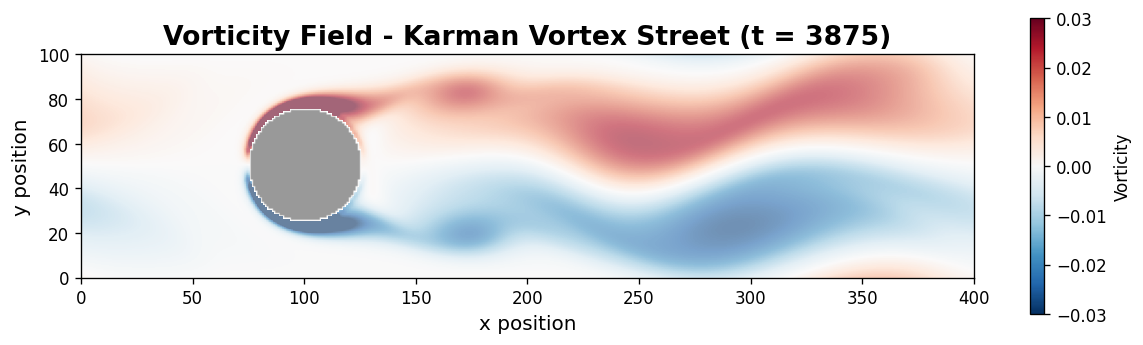 Vorticity Field - Karman Vortex Street (t = 3875)
y position
100
80
60
40
20
0
0 50 100 150 200 250 300 350 400
x position
0.03
0.02
0.01
0.00
−0.01
−0.02
−0.03
Vorticity